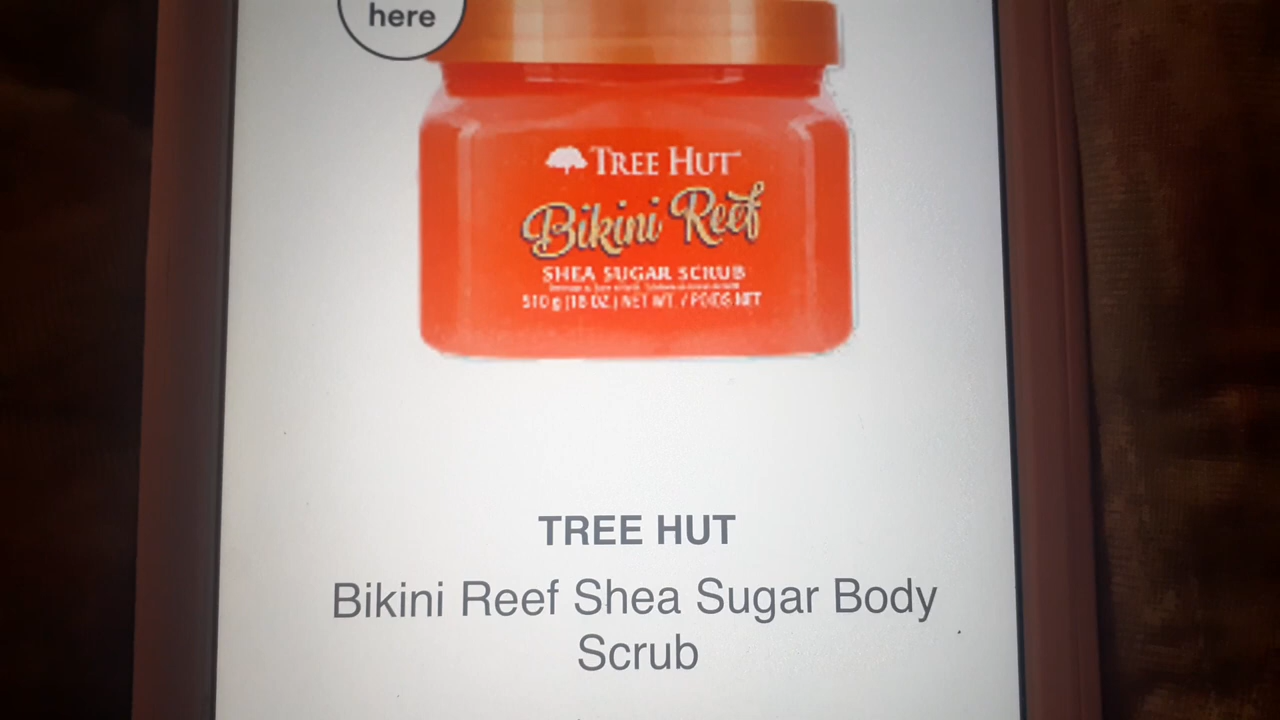 here
TREE HUT
Bikini Reef
SHEA SUGAR SCRUB
510 g (18 OZ.) NET WT. / POIDS NET
TREE HUT
Bikini Reef Shea Sugar Body
Scrub